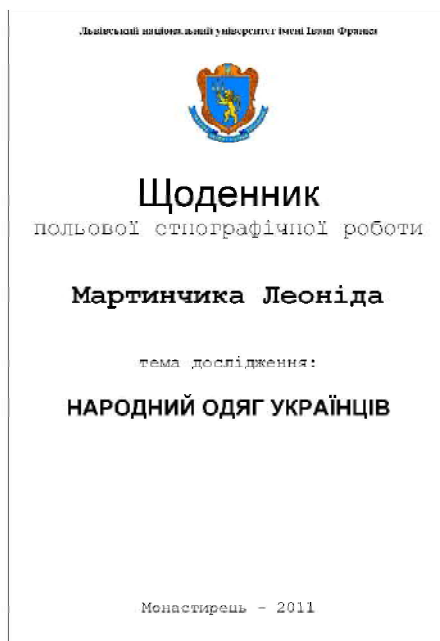 Львівський національний університет імені Івана Франка
Щоденник
польової етнографічної роботи
Мартинчика Леоніда
тема дослідження:
НАРОДНИЙ ОДЯГ УКРАЇНЦІВ
Монастирець - 2011